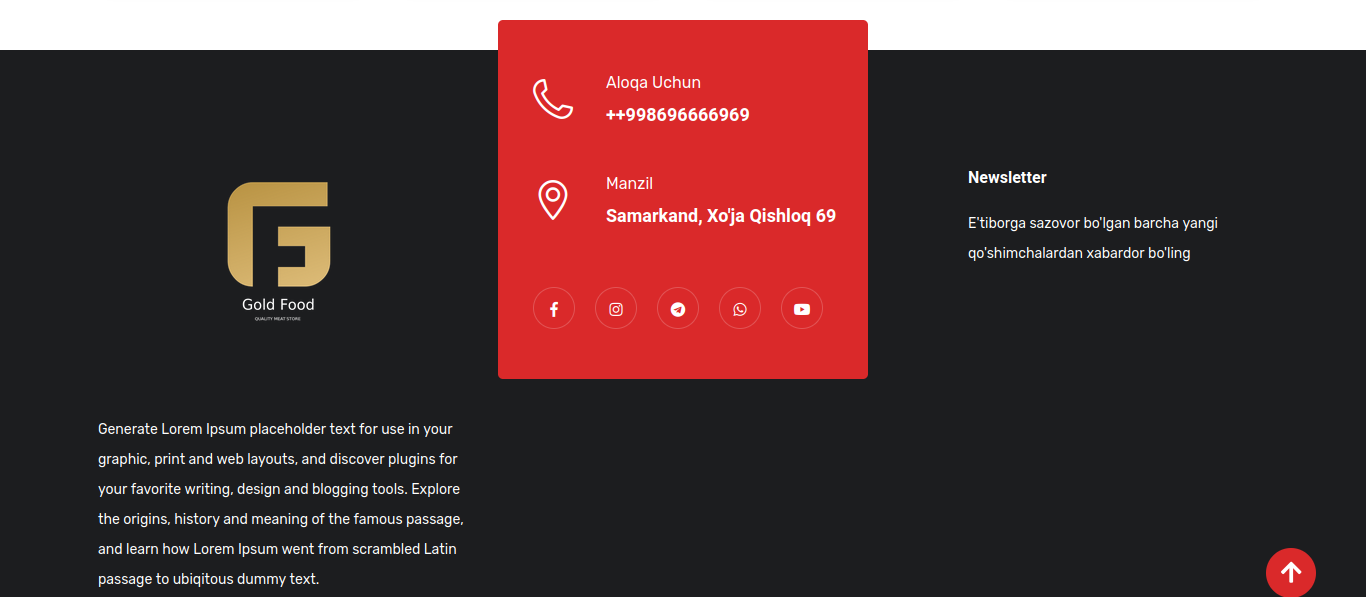 Gold Food
QUALITY MEAT STORE
Generate Lorem Ipsum placeholder text for use in your
graphic, print and web layouts, and discover plugins for
your favorite writing, design and blogging tools. Explore
the origins, history and meaning of the famous passage,
and learn how Lorem Ipsum went from scrambled Latin
passage to ubiqitous dummy text.
Aloqa Uchun
++998696666969
Manzil
Samarkand, Xo'ja Qishloq 69
Newsletter
E'tiborga sazovor bo'lgan barcha yangi
qo'shimchalardan xabardor bo'ling